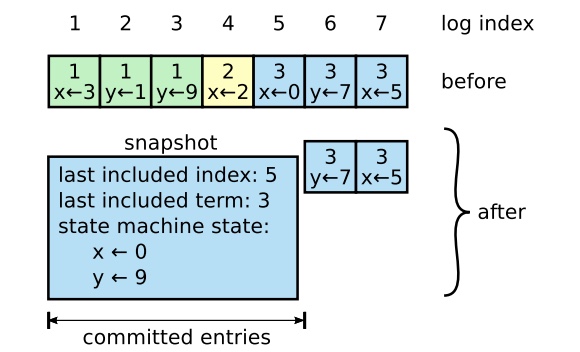 1 2 3 4 5 6 7 log index
1 1 1 2 3 3 3
x←3 y←1 y←9 x←2 x←0 y←7 x←5
before
snapshot
last included index: 5
last included term: 3
state machine state:
x ← 0
y ← 9
3 3
y←7 x←5
after
committed entries